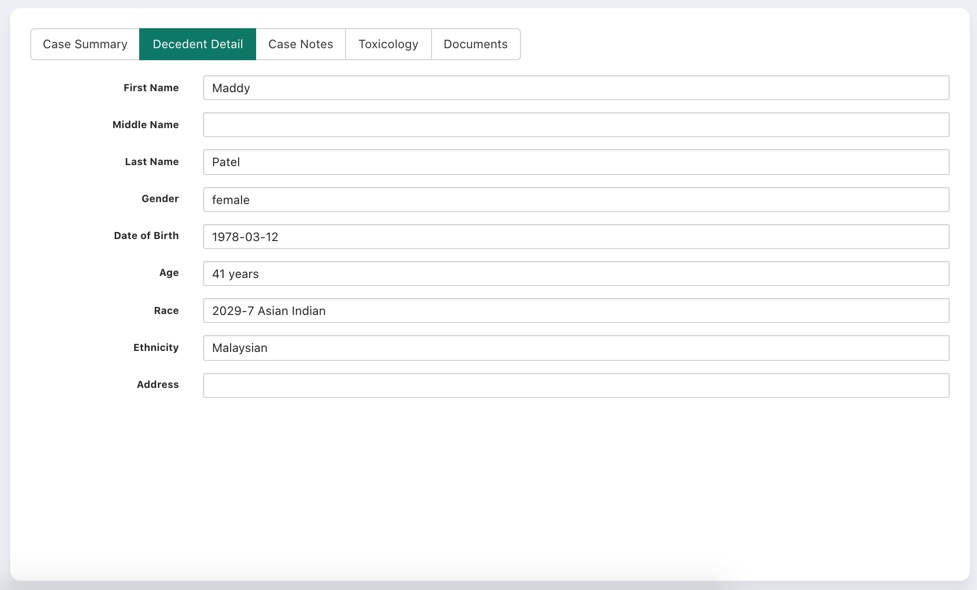 Case Summary Decedent Detail Case Notes Toxicology Documents
First Name Maddy
Middle Name
Last Name Patel
Gender female
Date of Birth 1978-03-12
Age 41 years
Race 2029-7 Asian Indian
Ethnicity Malaysian
Address